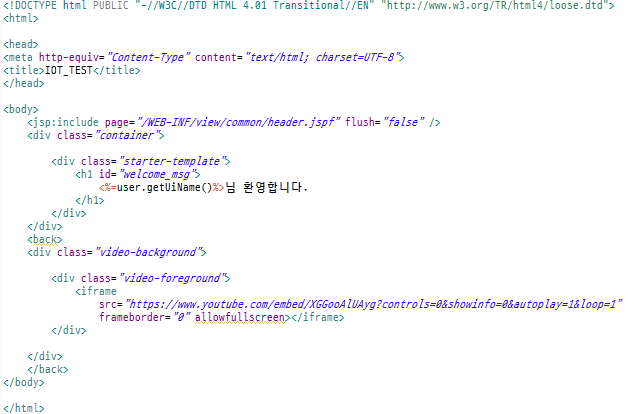 <!DOCTYPE html PUBLIC "-//W3C//DTD HTML 4.01 Transitional//EN" "http://www.w3.org/TR/html4/loose.dtd">
<html>
<head>
<meta http-equiv="Content-Type" content="text/html; charset=UTF-8">
<title>IOT_TEST</title>
</head>
<body>
<jsp:include page="/WEB-INF/view/common/header.jspf" flush="false" />
<div class="container">
<div class="starter-template">
<h1 id="welcome_msg">
<%=user.getUiName()%>님 환영합니다.
</h1>
</div>
</div>
<back>
<div class="video-background">
<div class="video-foreground">
<iframe
src="https://www.youtube.com/embed/XGGooAlUAyg?controls=0&showinfo=0&autoplay=1&loop=1"
frameborder="0" allowfullscreen></iframe>
</div>
</div>
</back>
</body>
</html>